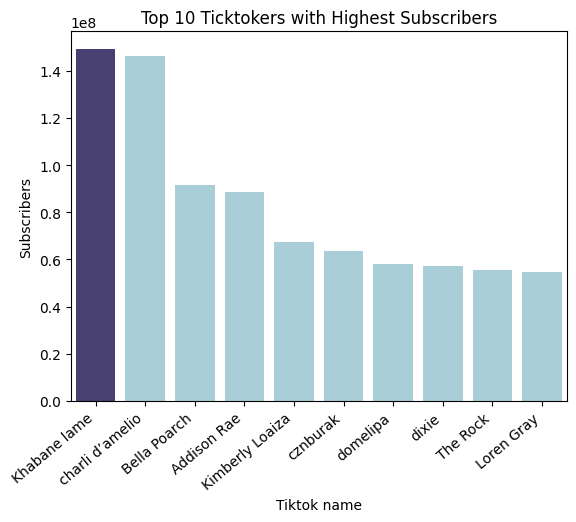 Top 10 Ticktokers with Highest Subscribers
1e8
1.4
1.2
1.0
0.8
0.6
0.4
0.2
0.0
Subscribers
Khabane lame
charli d’amelio
Bella Poarch
Addison Rae
Kimberly Loaiza
cznburak
domelipa
dixie
The Rock
Loren Gray
Tiktok name